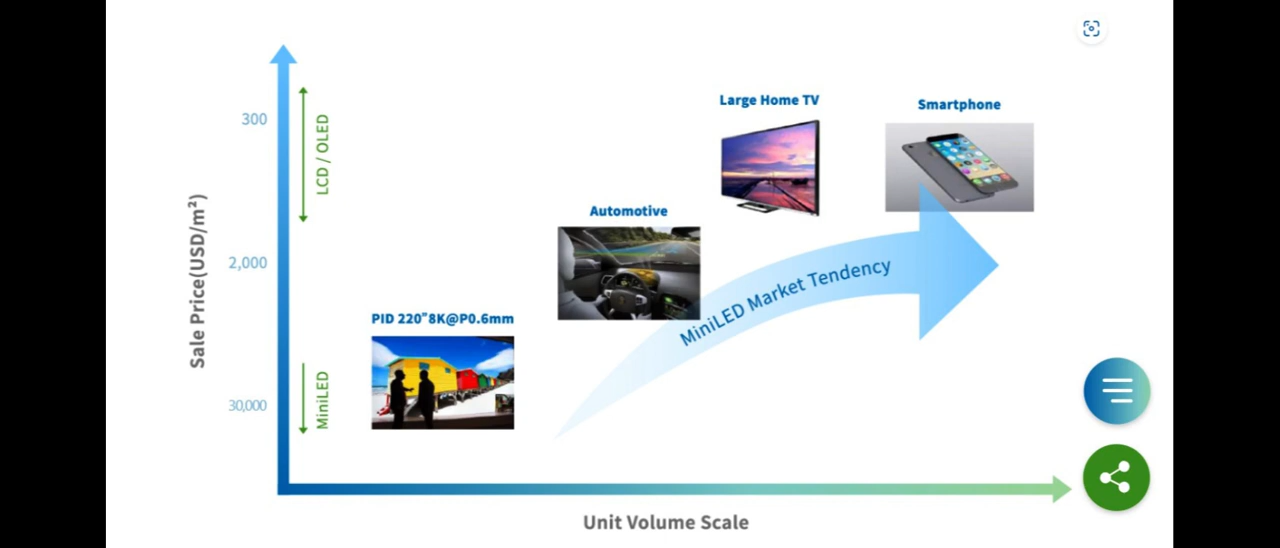 Large Home TV
Smartphone
300
LCD / OLED
Automotive
Sale Price(USD/m²)
2,000
MiniLED Market Tendency
PID 220"8K@P0.6mm
MiniLED
30,000
Unit Volume Scale